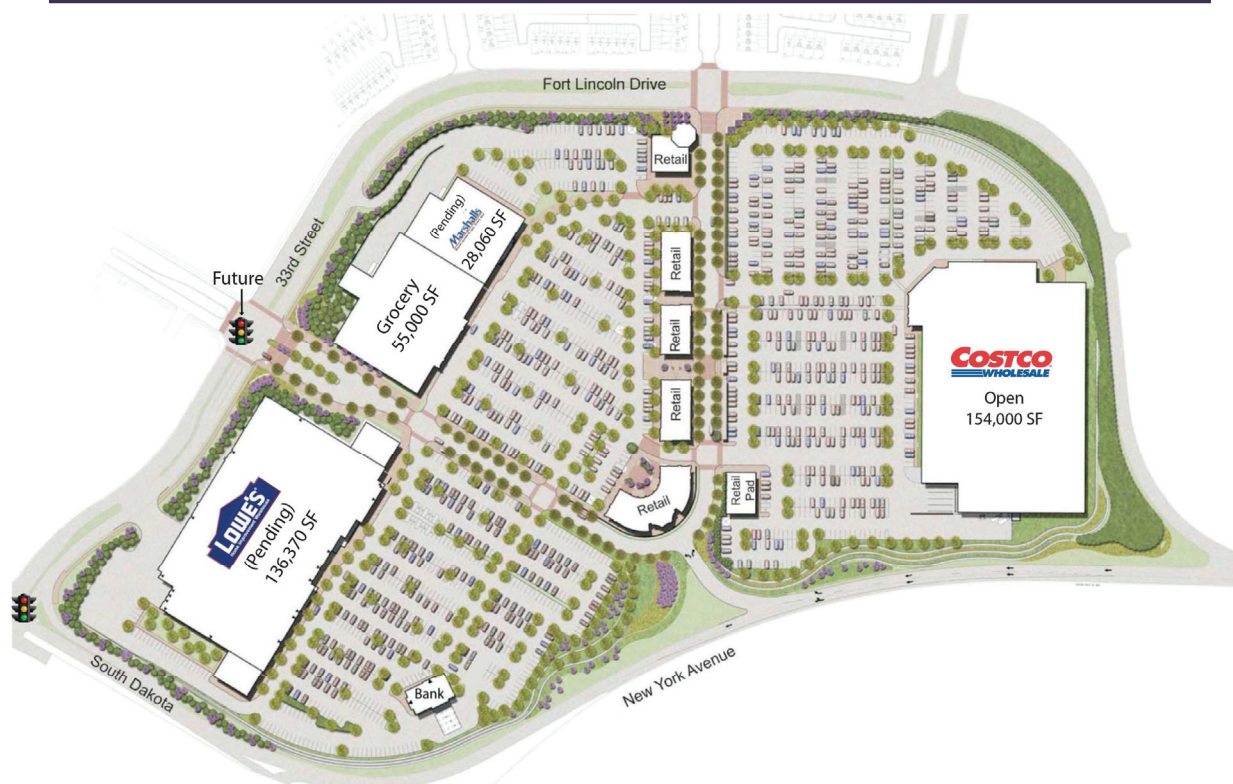 Fort Lincoln Drive
Retail
(Pending)
Marshalls
28,060 SF
33rd Street
Future
Grocery
55,000 SF
Retail
Retail
Retail
COSTCO
WHOLESALE
Open
154,000 SF
LOWE'S
(Pending)
136,370 SF
Retail
Retail
Pad
South Dakota
Bank
New York Avenue